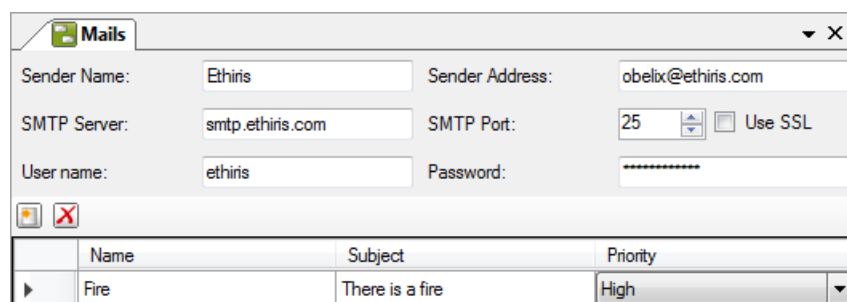 Mails
Sender Name: Ethiris Sender Address: obelix@ethiris.com
SMTP Server: smtp.ethiris.com SMTP Port: 25 Use SSL
User name: ethiris Password: *************
Name Subject Priority
Fire There is a fire High